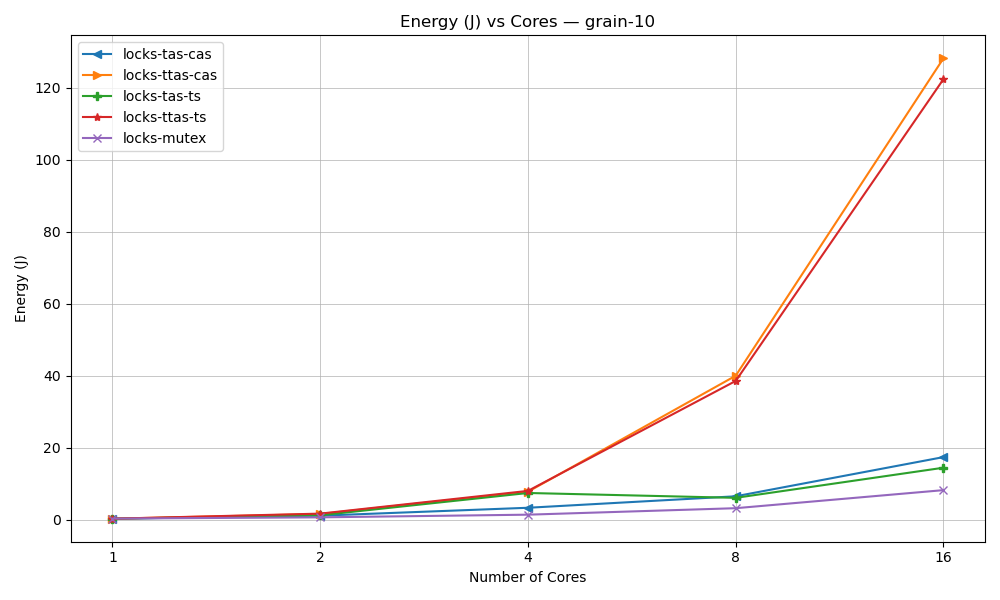 Energy (J) vs Cores — grain-10
locks-tas-cas
locks-ttas-cas
locks-tas-ts
locks-ttas-ts
locks-mutex
Energy (J)
120
100
80
60
40
20
0
1 2 4 8 16
Number of Cores